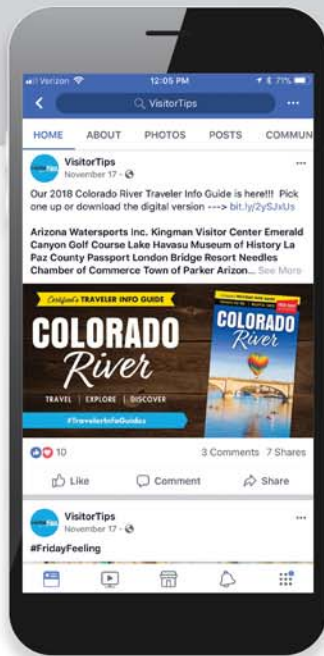 Verizon 12:05 PM 71%
VisitorTips
HOME ABOUT PHOTOS POSTS COMMUN
VisitorTips
November 17
Our 2018 Colorado River Traveler Info Guide is here!!! Pick
one up or download the digital version ---> bit.ly/2ySJxUs
Arizona Watersports Inc. Kingman Visitor Center Emerald
Canyon Golf Course Lake Havasu Museum of History La
Paz County Passport London Bridge Resort Needles
Chamber of Commerce Town of Parker Arizon... See More
Certified's TRAVELER INFO GUIDE
COLORADO
River
TRAVEL | EXPLORE | DISCOVER
#TravelerInfoGuides
COLORADO
River
10 3 Comments 7 Shares
Like Comment Share
VisitorTips
November 17
#FridayFeeling